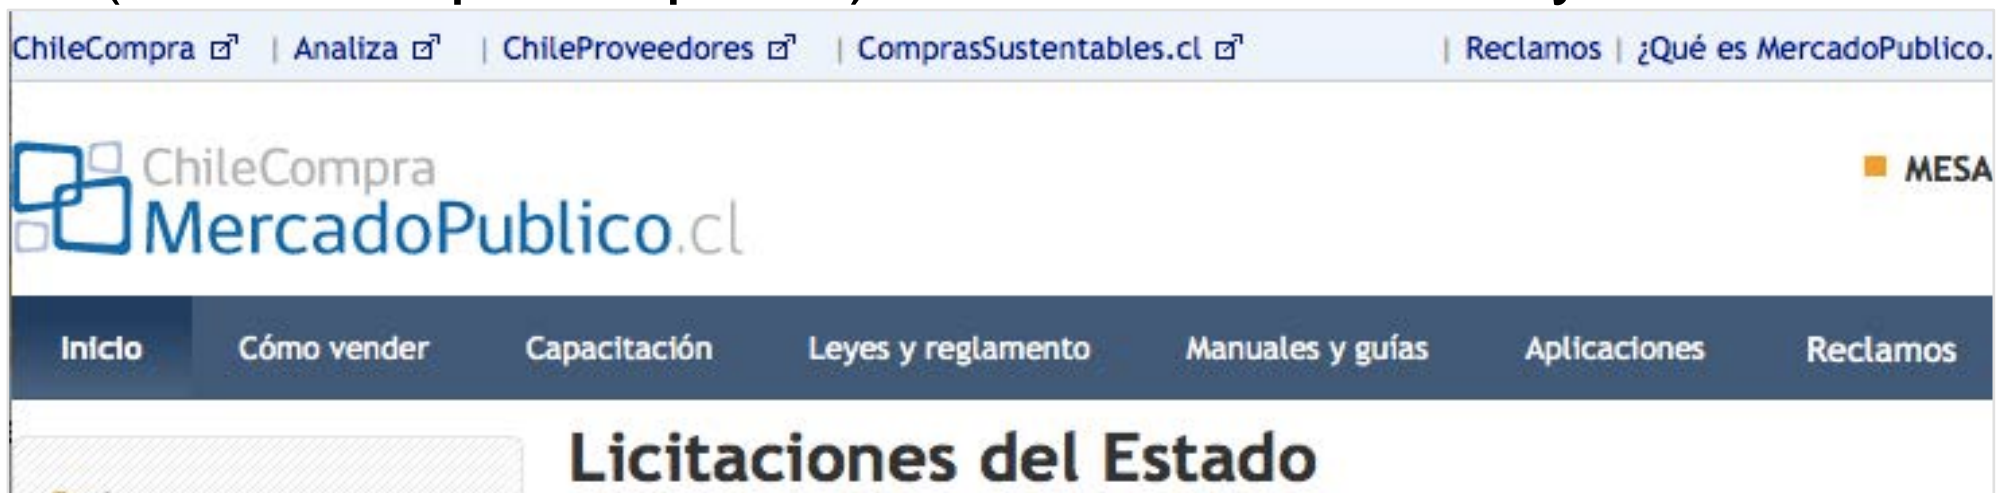 ChileCompra | Analiza | ChileProveedores | ComprasSustentables.cl | Reclamos | ¿Qué es MercadoPublico.
ChileCompra
MercadoPublico.cl
MESA
Inicio Cómo vender Capacitación Leyes y reglamento Manuales y guías Aplicaciones Reclamos
Licitaciones del Estado